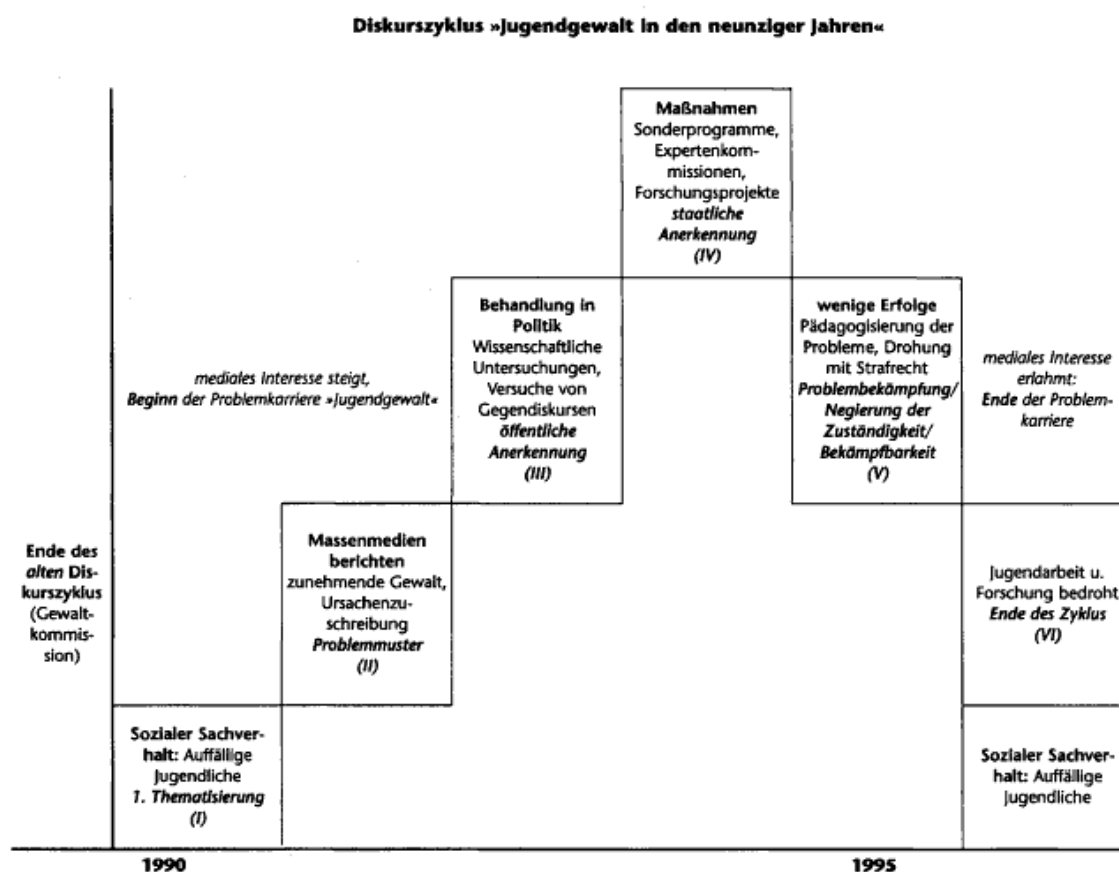 Diskurszyklus »Jugendgewalt in den neunziger Jahren«
Maßnahmen
Sonderprogramme,
Expertenkom-
missionen,
Forschungsprojekte
staatliche
Anerkennung
(IV)
Behandlung in
Politik
Wissenschaftliche
Untersuchungen,
Versuche von
Gegendiskursen
öffentliche
Anerkennung
(III)
wenige Erfolge
Pädagogisierung der
Probleme, Drohung
mit Strafrecht
Problembekämpfung/
Negierung der
Zuständigkeit/
Bekämpfbarkeit
(V)
mediales Interesse steigt,
Beginn der Problemkarriere »Jugendgewalt«
mediales Interesse
erlahmt:
Ende der Problem-
karriere
Ende des
alten Dis-
kurszyklus
(Gewalt-
kommis-
sion)
Massenmedien
berichten
zunehmende Gewalt,
Ursachenzu-
schreibung
Problemmuster
(II)
Jugendarbeit u.
Forschung bedroht
Ende des Zyklus
(VI)
Sozialer Sachver-
halt: Auffällige
Jugendliche
1. Thematisierung
(I)
Sozialer Sachver-
halt: Auffällige
Jugendliche
1990
1995